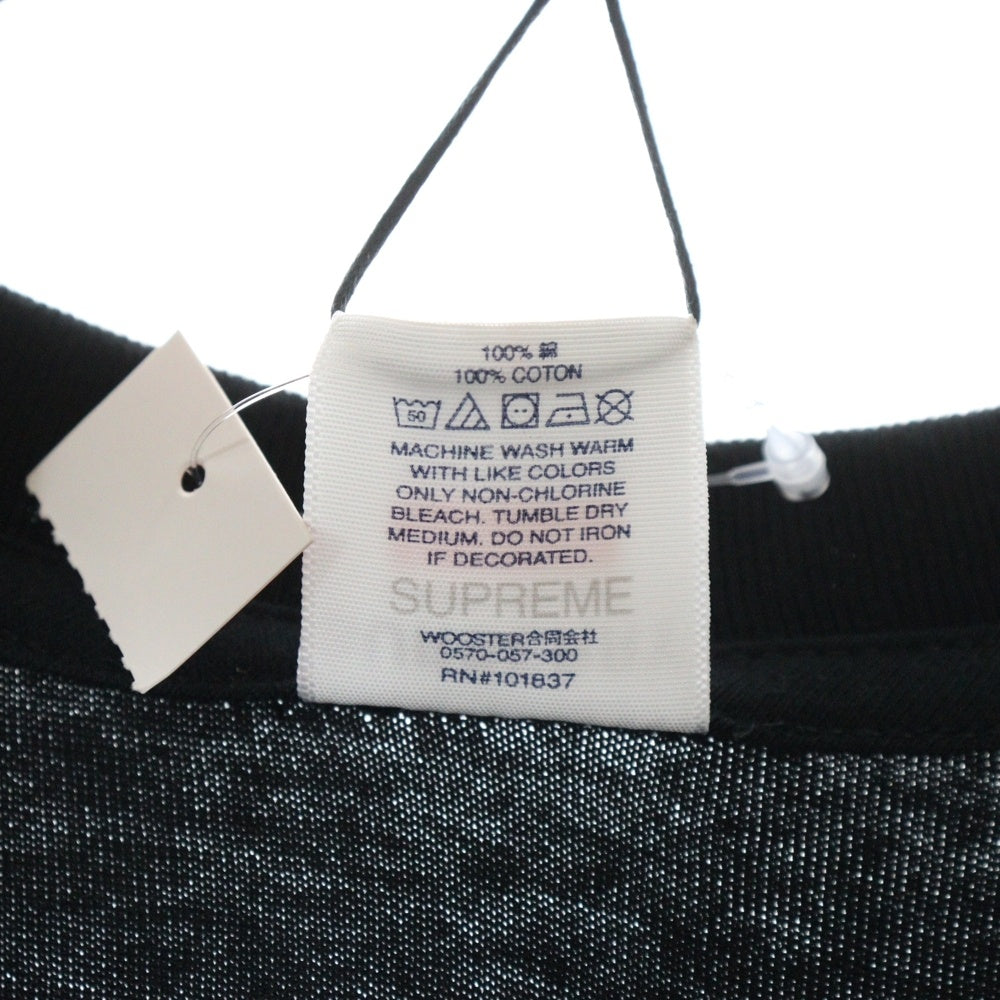 100% 綿
100% COTON
50
MACHINE WASH WARM
WITH LIKE COLORS
ONLY NON-CHLORINE
BLEACH. TUMBLE DRY
MEDIUM. DO NOT IRON
IF DECORATED.
SUPREME
WOOSTER合同会社
0570-057-300
RN#101837